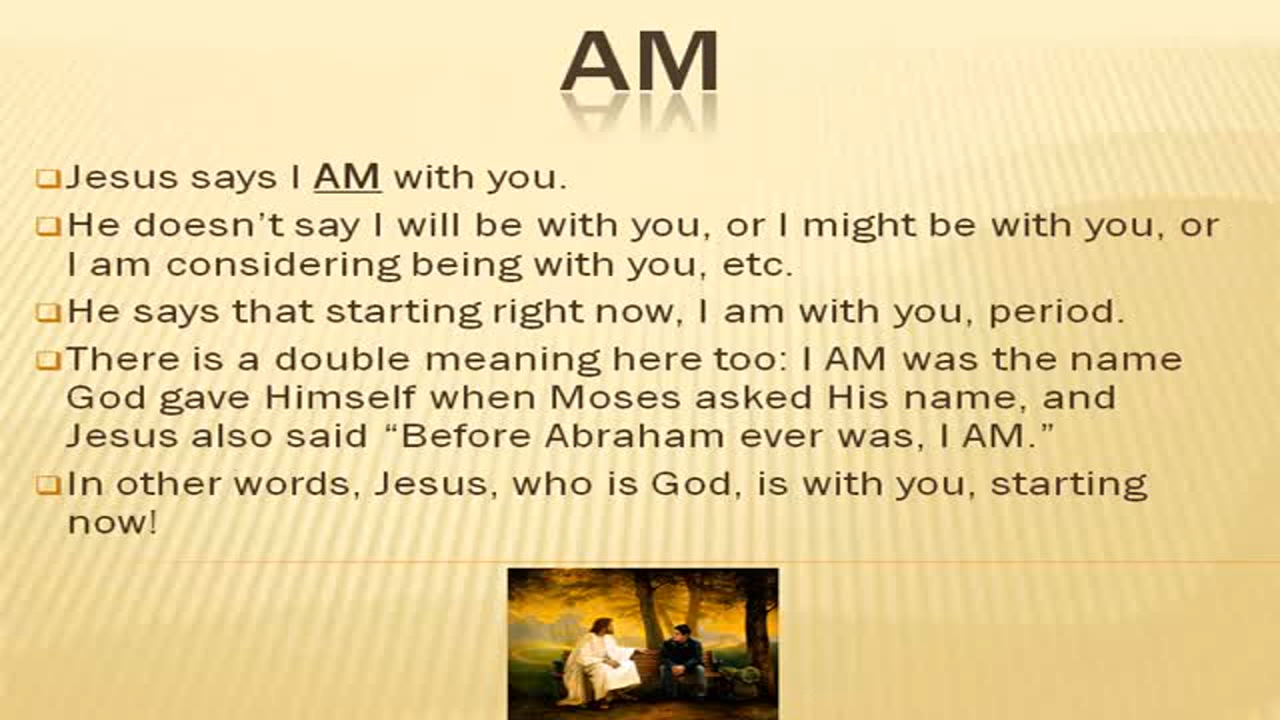 AM
Jesus says I AM with you.
He doesn't say I will be with you, or I might be with you, or
I am considering being with you, etc.
He says that starting right now, I am with you, period.
There is a double meaning here too: I AM was the name
God gave Himself when Moses asked His name, and
Jesus also said “Before Abraham ever was, I AM.”
In other words, Jesus, who is God, is with you, starting
now!